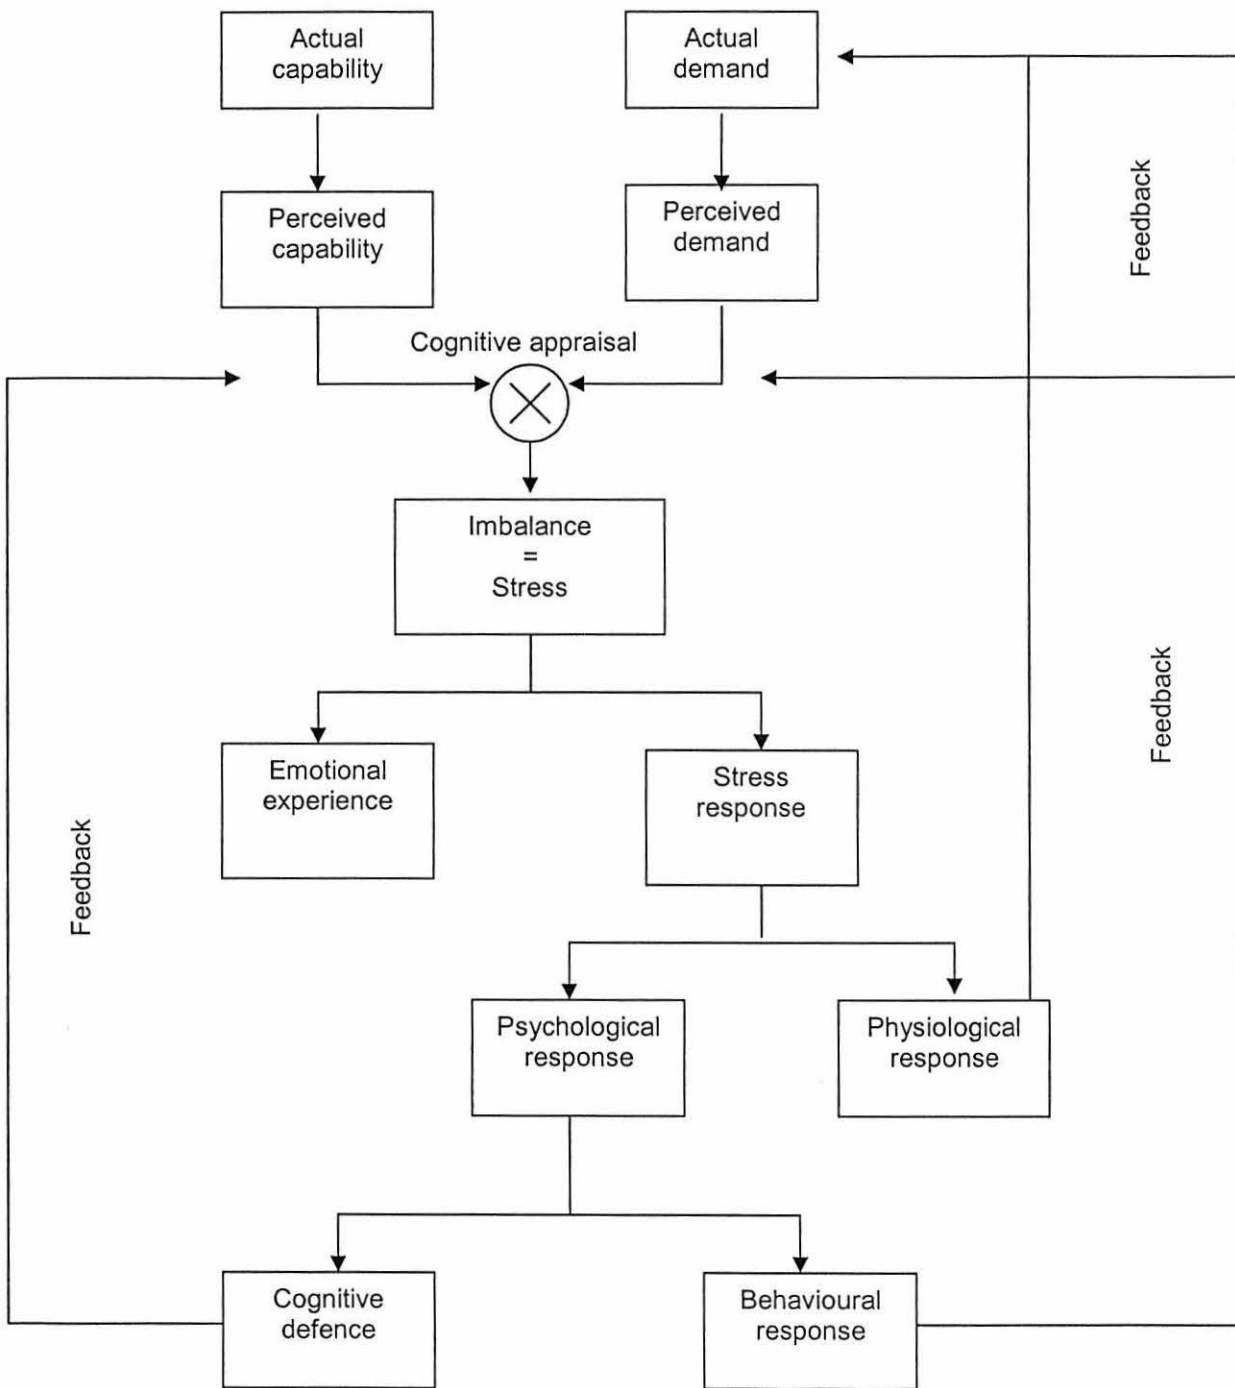 Actual
capability
Actual
demand
Feedback
Perceived
capability
Perceived
demand
Cognitive appraisal
Imbalance
=
Stress
Feedback
Emotional
experience
Stress
response
Feedback
Psychological
response
Physiological
response
Cognitive
defence
Behavioural
response